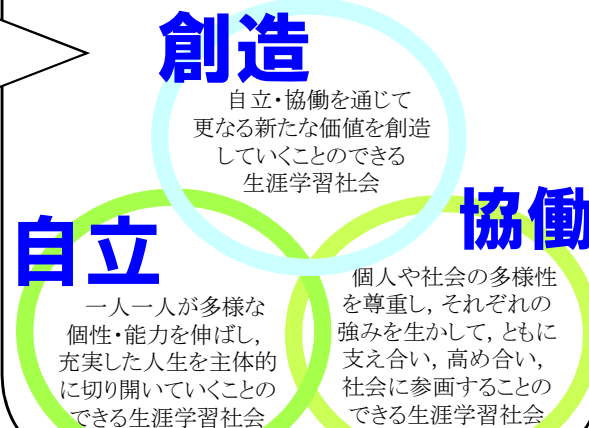 創造
自立・協働を通じて
更なる新たな価値を創造
していくことのできる
生涯学習社会
自立
一人一人が多様な
個性・能力を伸ばし，
充実した人生を主体的
に切り開いていくことの
できる生涯学習社会
協働
個人や社会の多様性
を尊重し，それぞれの
強みを生かして，ともに
支え合い，高め合い，
社会に参画することの
できる生涯学習社会